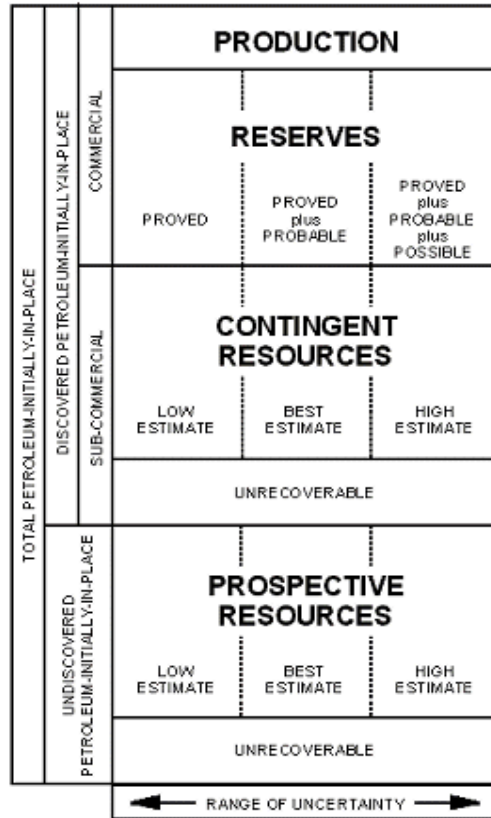 PRODUCTION
RESERVES
PROVED
PROVED
plus
PROBABLE
PROVED
plus
PROBABLE
plus
POSSIBLE
CONTINGENT
RESOURCES
LOW
ESTIMATE
BEST
ESTIMATE
HIGH
ESTIMATE
UNRECOVERABLE
PROSPECTIVE
RESOURCES
LOW
ESTIMATE
BEST
ESTIMATE
HIGH
ESTIMATE
UNRECOVERABLE
RANGE OF UNCERTAINTY
TOTAL PETROLEUM-INITIALLY-IN-PLACE
DISCOVERED PETROLEUM-INITIALLY-IN-PLACE
COMMERCIAL
SUB-COMMERCIAL
UNDISCOVERED
PETROLEUM-INITIALLY-IN-PLACE